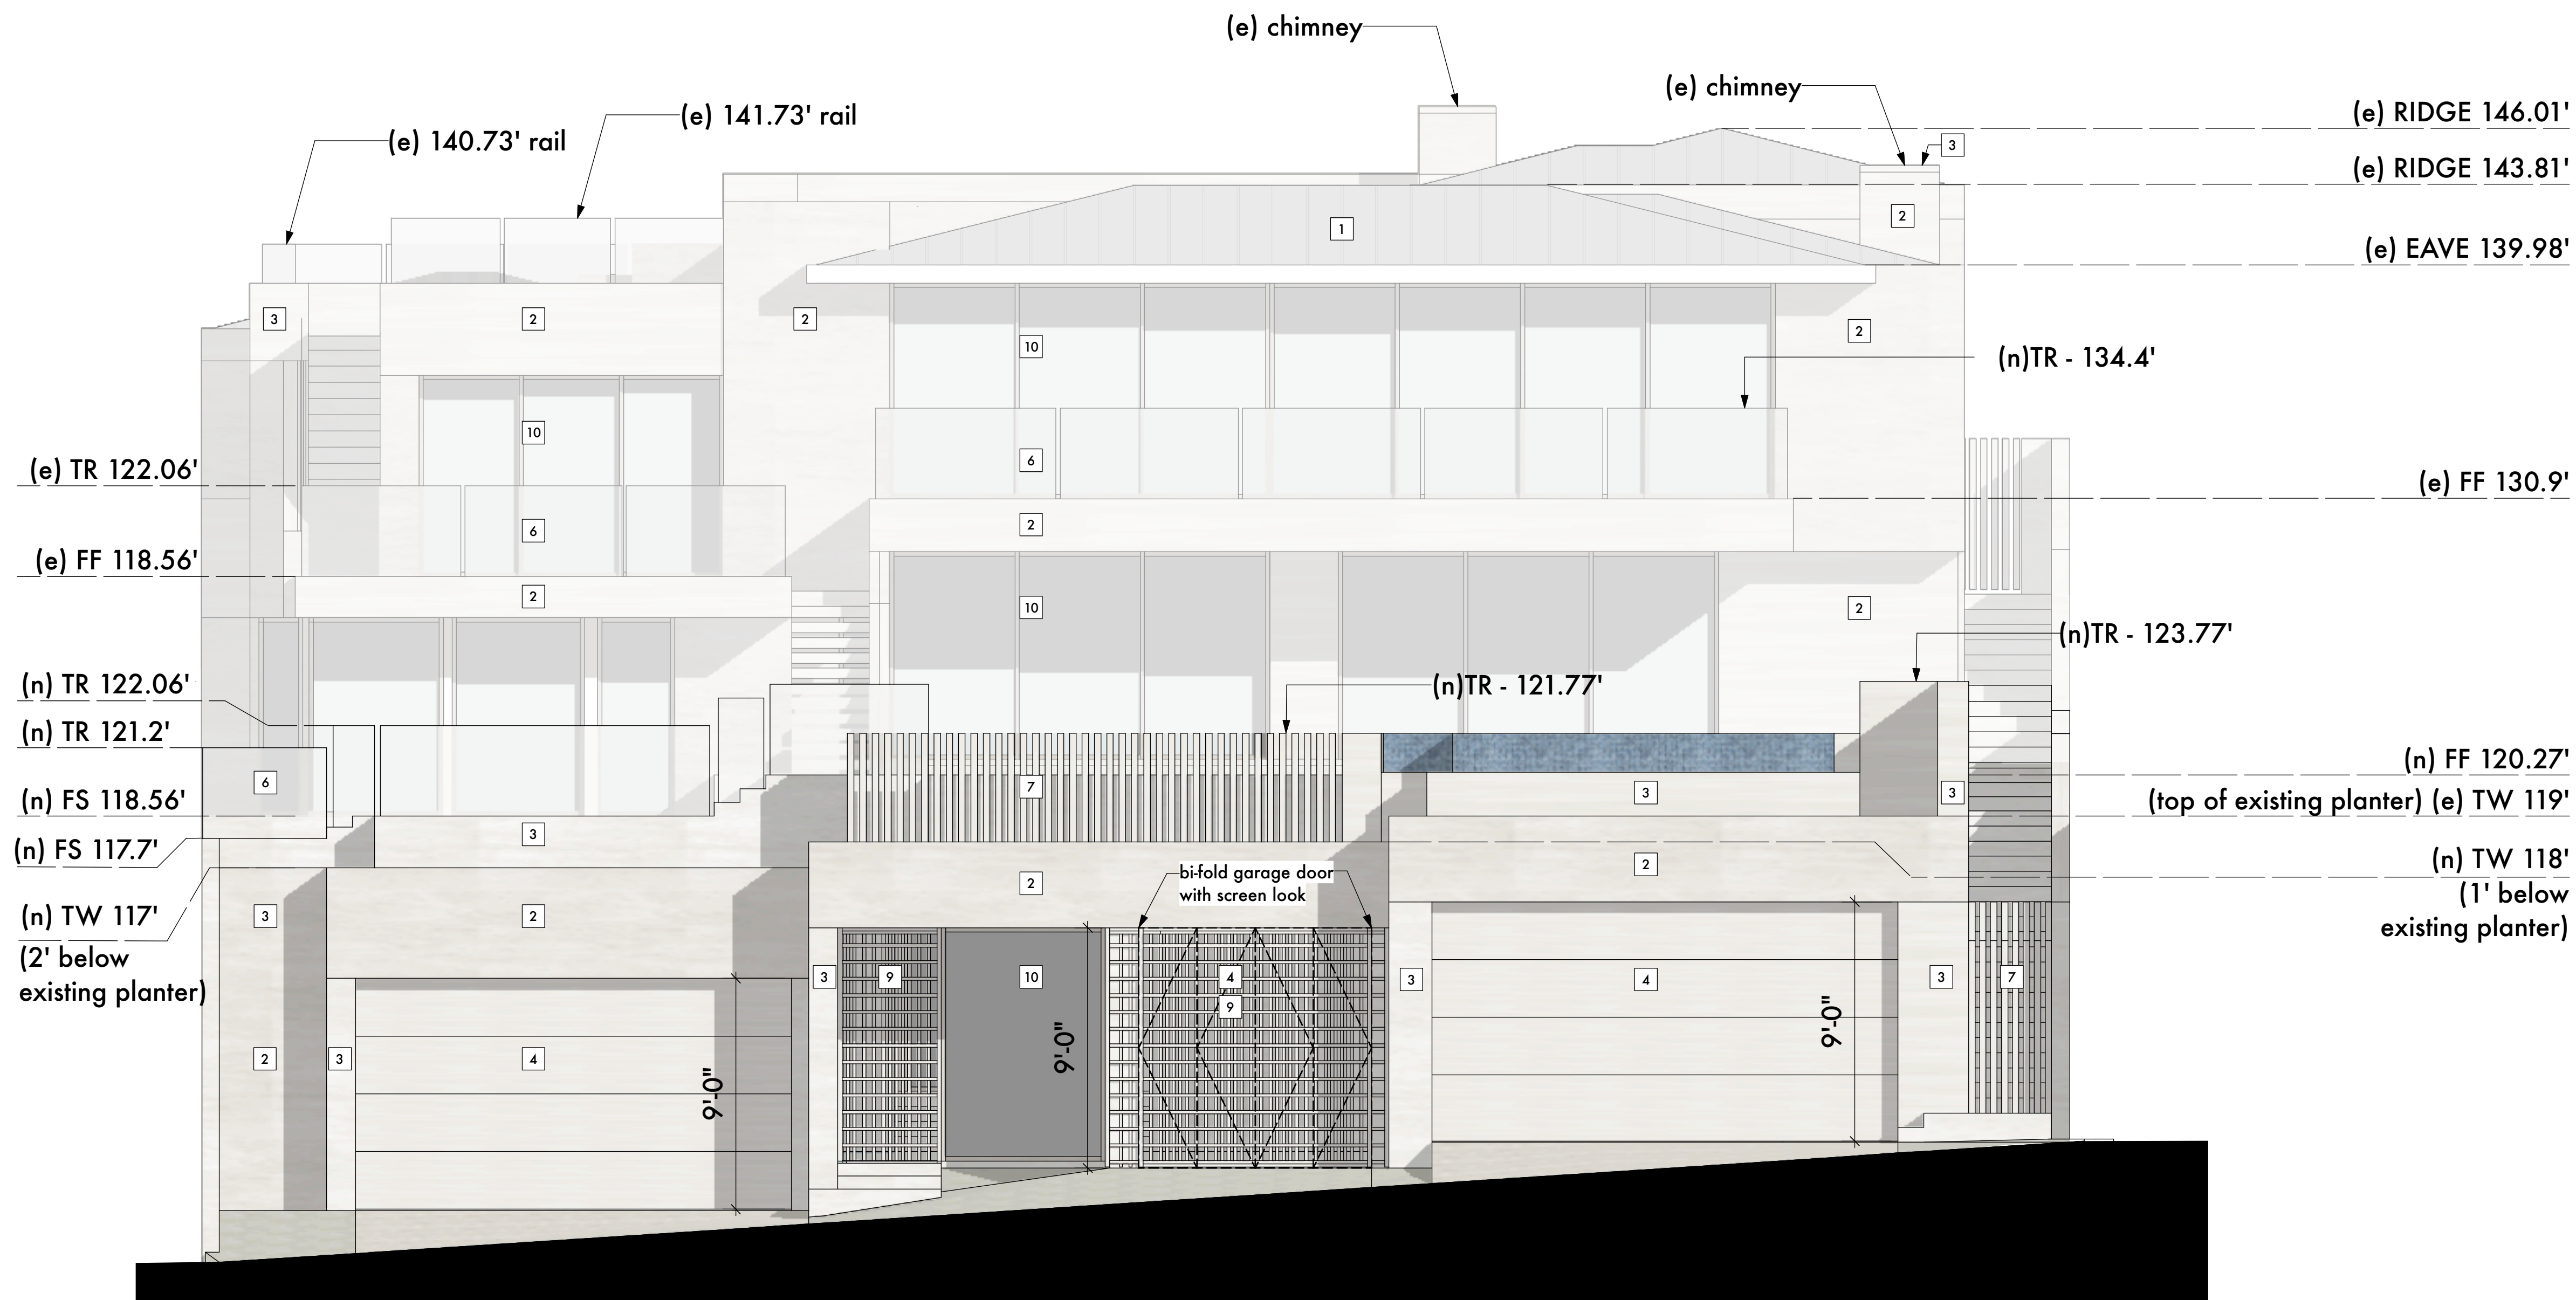 (e) chimney
(e) chimney
(e) RIDGE 146.01'
(e) 141.73' rail
(e) 140.73' rail
3
(e) RIDGE 143.81'
2
1
(e) EAVE 139.98'
3
2
2
2
10
(n)TR - 134.4'
10
6
(e) TR 122.06'
(e) FF 130.9'
6
2
(e) FF 118.56'
2
10
2
(n)TR - 123.77'
(n) TR 122.06'
(n)TR - 121.77'
(n) TR 121.2'
(n) FF 120.27'
6
7
3
3
(n) FS 118.56'
(top of existing planter) (e) TW 119'
3
(n) FS 117.7'
(n) TW 118'
(1' below
existing planter)
2
bi-fold garage door
with screen look
2
(n) TW 117'
(2' below
existing planter)
3
2
3
9
10
4
9
3
4
3
7
2
3
4
9'-0"
9'-0"
9'-0"